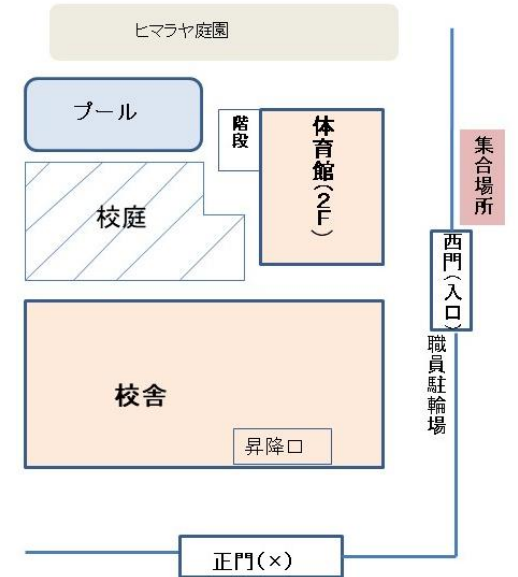 ヒマラヤ庭園
プール
階段
体育館(2F)
集合場所
校庭
西門(入口)
職員駐輪場
校舎
昇降口
正門(×)